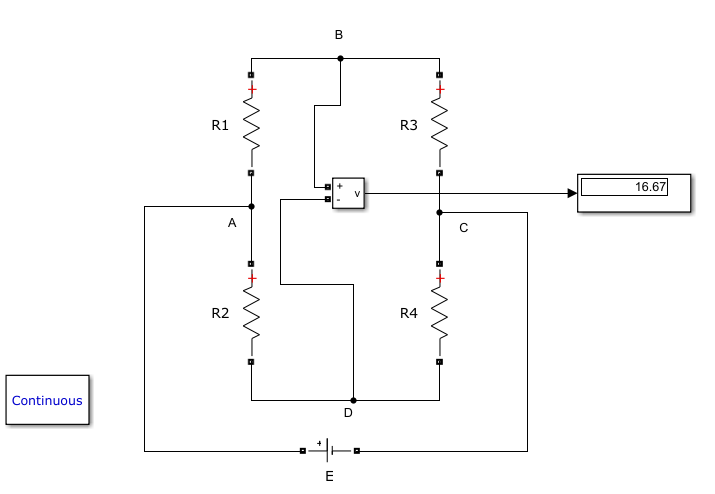 B
R1
R3
+
-
v
16.67
A
C
R2
R4
Continuous
D
+
E